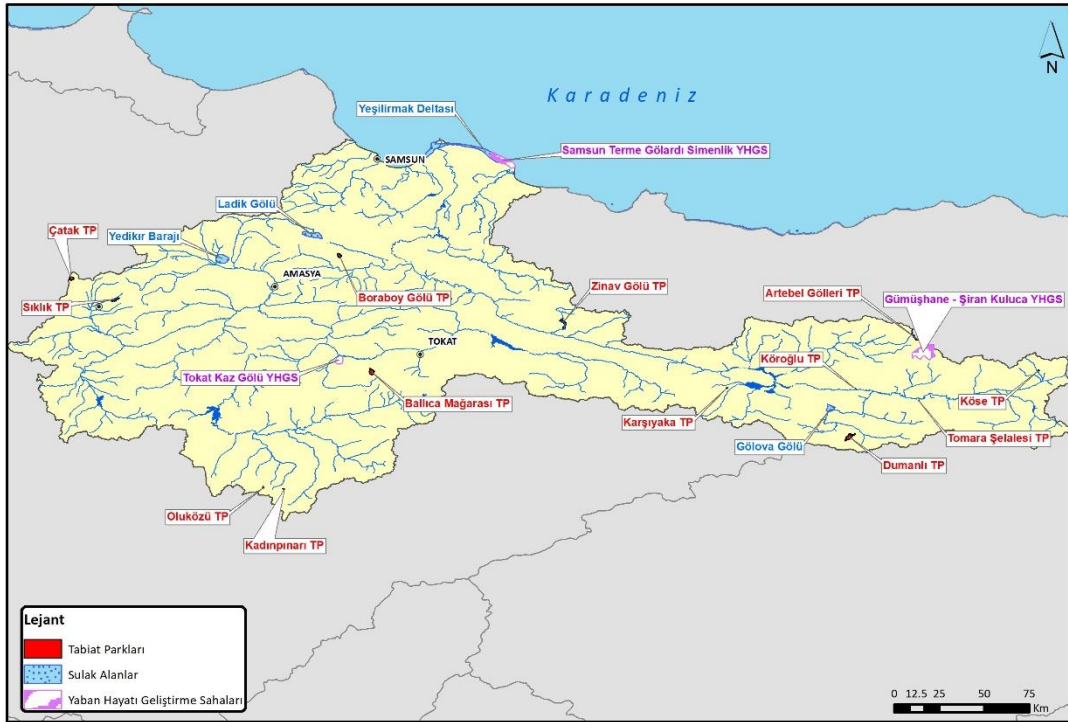 N
Karadeniz
Yeşilırmak Deltası
Samsun Terme Gölardı Simenlik YHGS
SAMSUN
Ladik Gölü
Çatak TP
Yedikır Barajı
AMASYA
Boraboy Gölü TP
Zinav Gölü TP
Artebel Gölleri TP
Gümüşhane - Şiran Kuluca YHGS
Sıklık TP
TOKAT
Köroğlu TP
Tokat Kaz Gölü YHGS
Ballıca Mağarası TP
Karşıyaka TP
Köse TP
Gölova Gölü
Tomara Şelalesi TP
Dumanlı TP
Oluközü TP
Kadınpınarı TP
Lejant
Tabiat Parkları
Sulak Alanlar
Yaban Hayatı Geliştirme Sahaları
0 12.5 25 50 75
Km